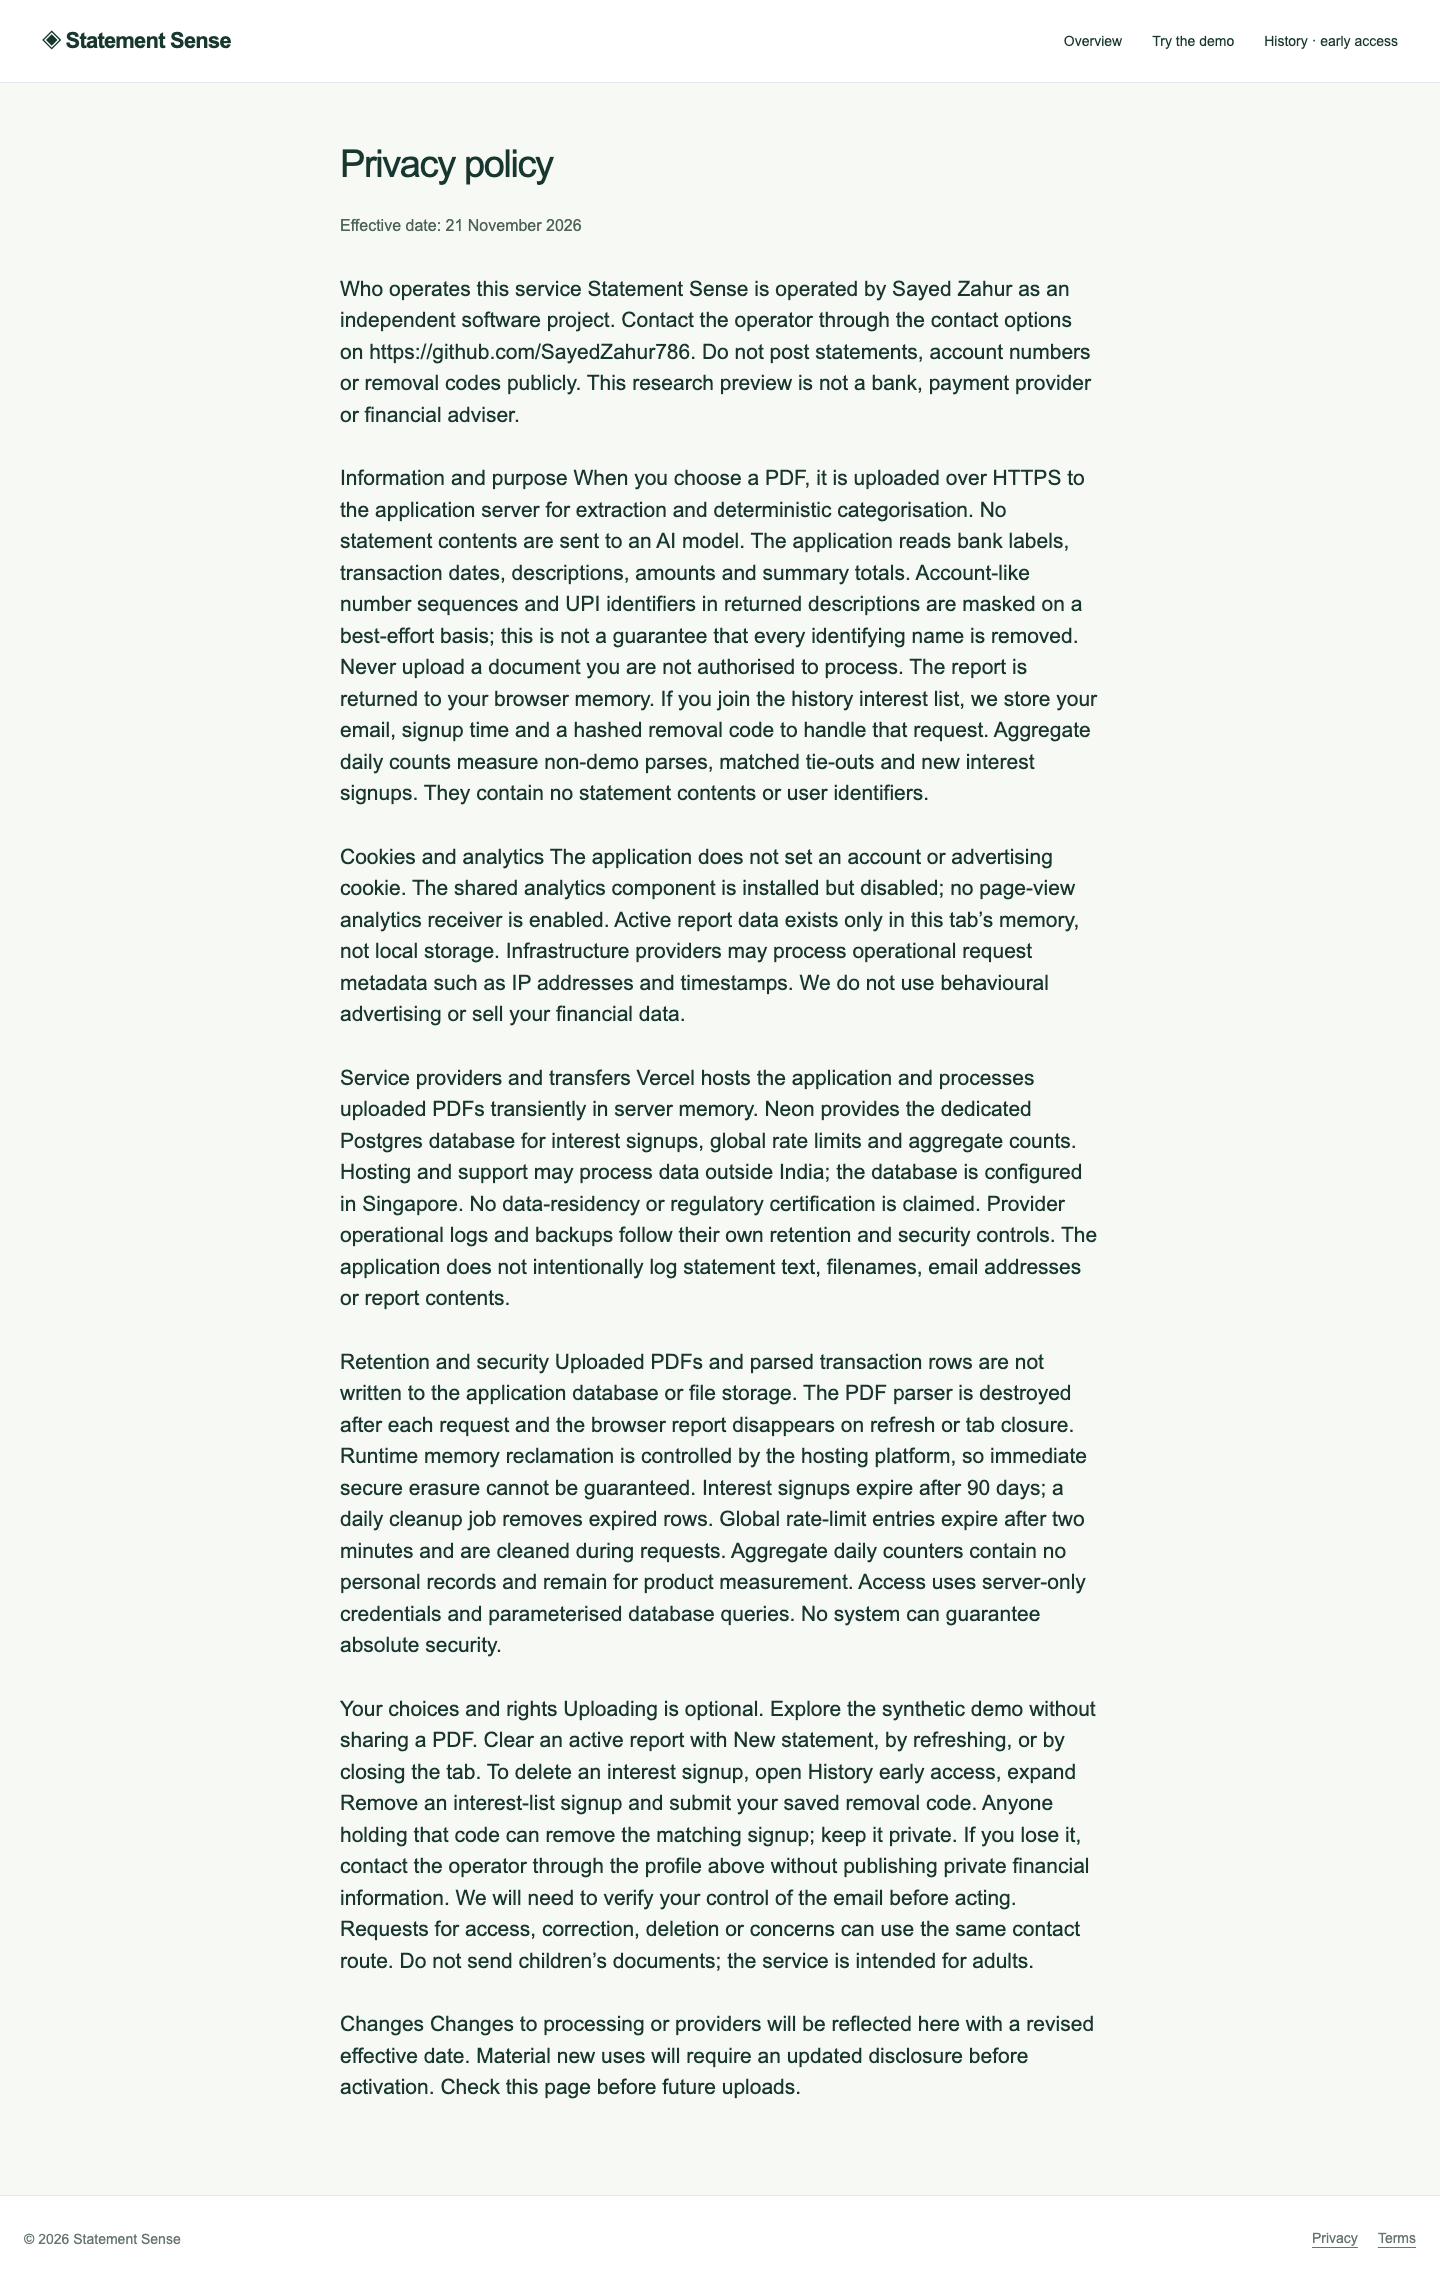 ◈ Statement Sense
Overview Try the demo History · early access
Privacy policy
Effective date: 21 November 2026
Who operates this service Statement Sense is operated by Sayed Zahur as an
independent software project. Contact the operator through the contact options
on https://github.com/SayedZahur786. Do not post statements, account numbers
or removal codes publicly. This research preview is not a bank, payment provider
or financial adviser.
Information and purpose When you choose a PDF, it is uploaded over HTTPS to
the application server for extraction and deterministic categorisation. No
statement contents are sent to an AI model. The application reads bank labels,
transaction dates, descriptions, amounts and summary totals. Account-like
number sequences and UPI identifiers in returned descriptions are masked on a
best-effort basis; this is not a guarantee that every identifying name is removed.
Never upload a document you are not authorised to process. The report is
returned to your browser memory. If you join the history interest list, we store your
email, signup time and a hashed removal code to handle that request. Aggregate
daily counts measure non-demo parses, matched tie-outs and new interest
signups. They contain no statement contents or user identifiers.
Cookies and analytics The application does not set an account or advertising
cookie. The shared analytics component is installed but disabled; no page-view
analytics receiver is enabled. Active report data exists only in this tab’s memory,
not local storage. Infrastructure providers may process operational request
metadata such as IP addresses and timestamps. We do not use behavioural
advertising or sell your financial data.
Service providers and transfers Vercel hosts the application and processes
uploaded PDFs transiently in server memory. Neon provides the dedicated
Postgres database for interest signups, global rate limits and aggregate counts.
Hosting and support may process data outside India; the database is configured
in Singapore. No data-residency or regulatory certification is claimed. Provider
operational logs and backups follow their own retention and security controls. The
application does not intentionally log statement text, filenames, email addresses
or report contents.
Retention and security Uploaded PDFs and parsed transaction rows are not
written to the application database or file storage. The PDF parser is destroyed
after each request and the browser report disappears on refresh or tab closure.
Runtime memory reclamation is controlled by the hosting platform, so immediate
secure erasure cannot be guaranteed. Interest signups expire after 90 days; a
daily cleanup job removes expired rows. Global rate-limit entries expire after two
minutes and are cleaned during requests. Aggregate daily counters contain no
personal records and remain for product measurement. Access uses server-only
credentials and parameterised database queries. No system can guarantee
absolute security.
Your choices and rights Uploading is optional. Explore the synthetic demo without
sharing a PDF. Clear an active report with New statement, by refreshing, or by
closing the tab. To delete an interest signup, open History early access, expand
Remove an interest-list signup and submit your saved removal code. Anyone
holding that code can remove the matching signup; keep it private. If you lose it,
contact the operator through the profile above without publishing private financial
information. We will need to verify your control of the email before acting.
Requests for access, correction, deletion or concerns can use the same contact
route. Do not send children’s documents; the service is intended for adults.
Changes Changes to processing or providers will be reflected here with a revised
effective date. Material new uses will require an updated disclosure before
activation. Check this page before future uploads.
© 2026 Statement Sense
Privacy Terms